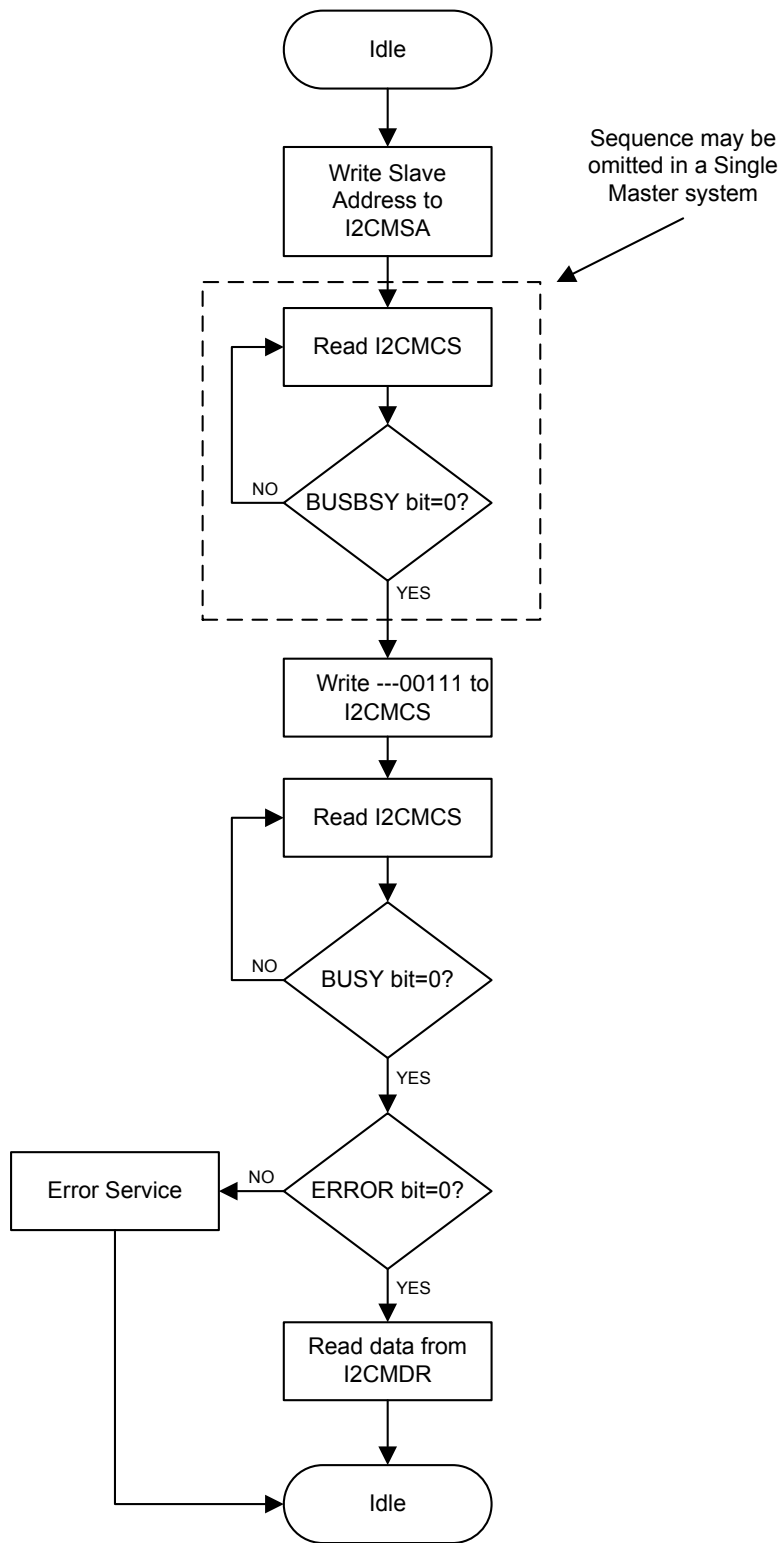 Idle
Sequence may be
omitted in a Single
Master system
Write Slave
Address to
I2CMSA
Read I2CMCS
NO
BUSBSY bit=0?
YES
Write ---00111 to
I2CMCS
Read I2CMCS
NO
BUSY bit=0?
YES
Error Service
NO
ERROR bit=0?
YES
Read data from
I2CMDR
Idle